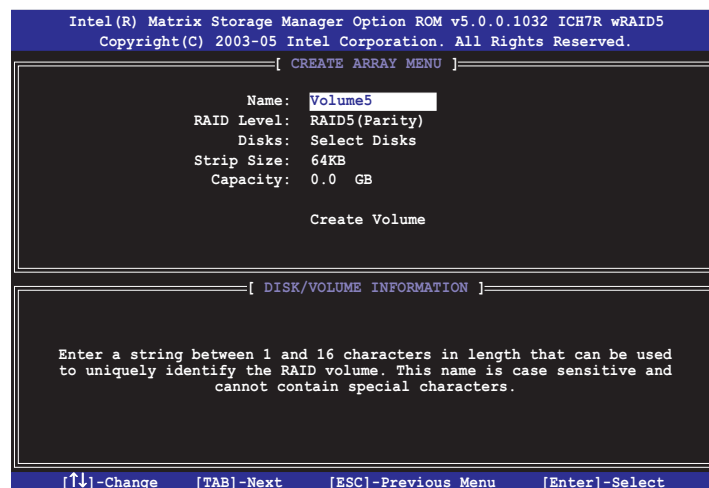 Intel(R) Matrix Storage Manager Option ROM v5.0.0.1032 ICH7R wRAID5
Copyright(C) 2003-05 Intel Corporation. All Rights Reserved.
[ CREATE ARRAY MENU ]
Name: Volume5
RAID Level: RAID5(Parity)
Disks: Select Disks
Strip Size: 64KB
Capacity: 0.0 GB
Create Volume
[ DISK/VOLUME INFORMATION ]
Enter a string between 1 and 16 characters in length that can be used
to uniquely identify the RAID volume. This name is case sensitive and
cannot contain special characters.
[↑↓]-Change [TAB]-Next [ESC]-Previous Menu [Enter]-Select